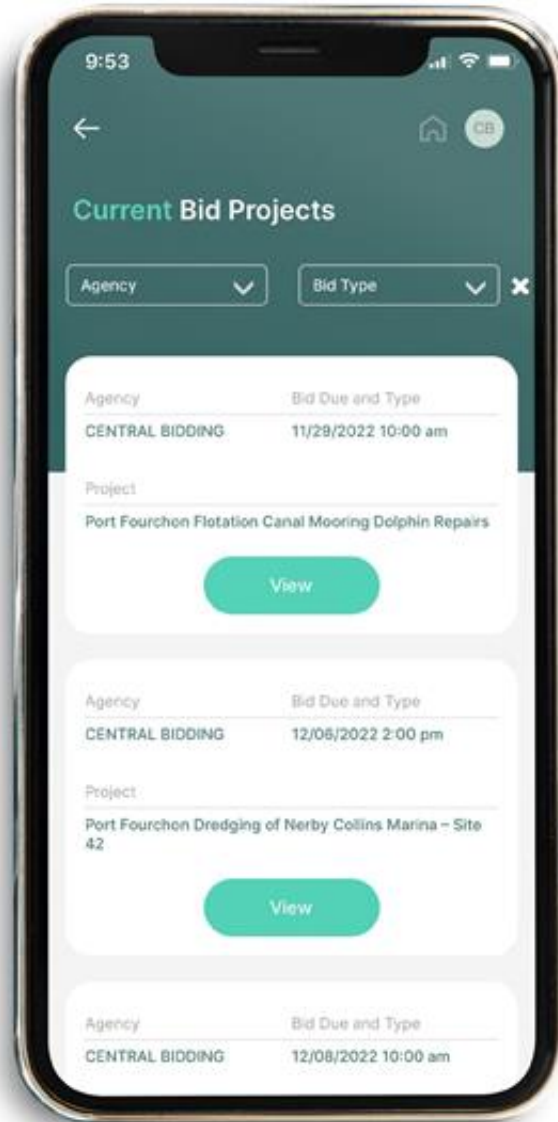 9:53
CB
Current Bid Projects
Agency
Bid Type
Agency Bid Due and Type
CENTRAL BIDDING 11/29/2022 10:00 am
Project
Port Fourchon Flotation Canal Mooring Dolphin Repairs
View
Agency Bid Due and Type
CENTRAL BIDDING 12/06/2022 2:00 pm
Project
Port Fourchon Dredging of Nerby Collins Marina – Site
42
View
Agency Bid Due and Type
CENTRAL BIDDING 12/08/2022 10:00 am